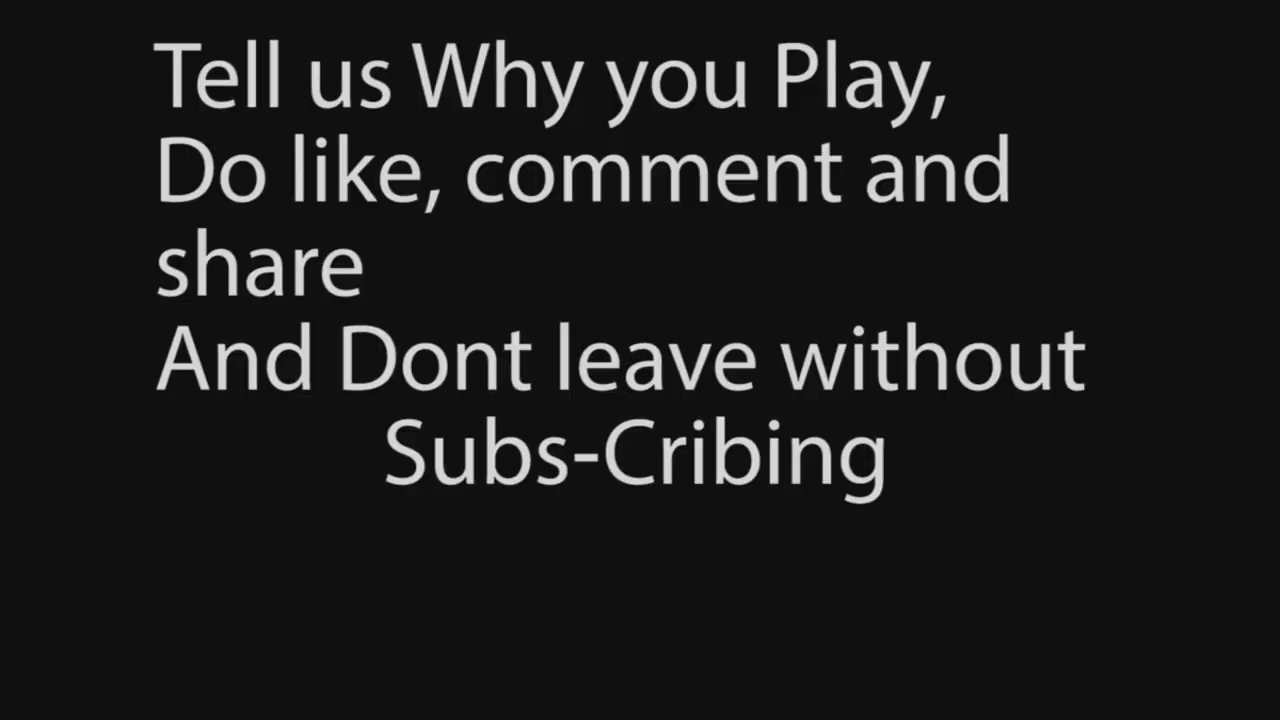 Tell us Why you Play,
Do like, comment and
share
And Dont leave without
Subs-Cribing